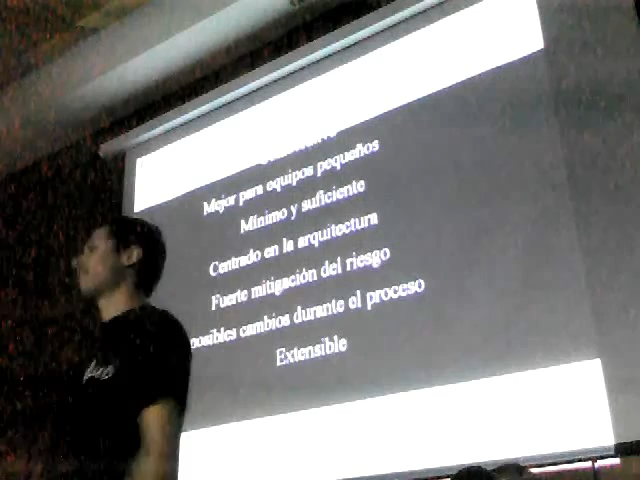 Mejor para equipos pequeños
Mínimo y suficiente
Centrado en la arquitectura
Fuerte mitigación del riesgo
posibles cambios durante el proceso
Extensible